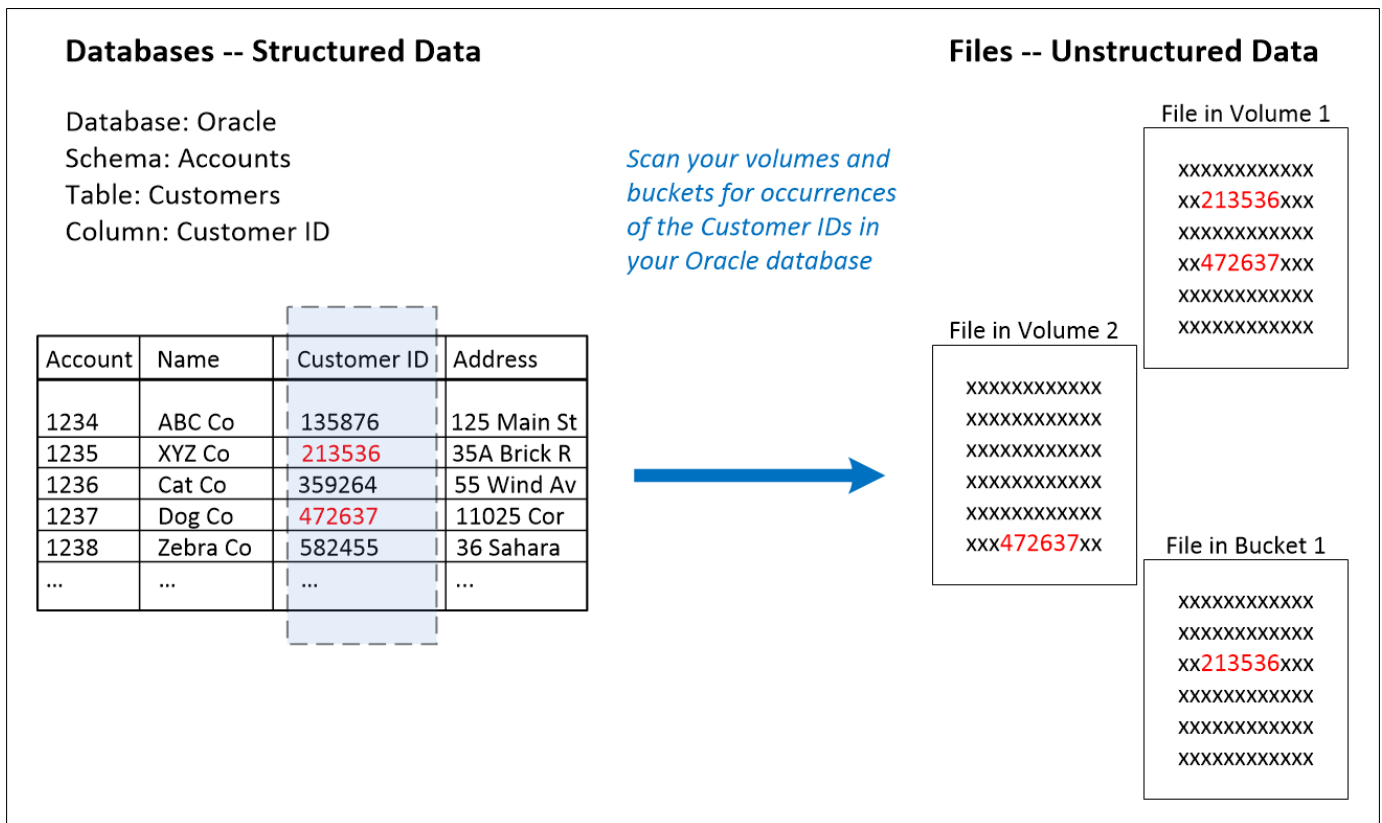 Databases -- Structured Data
Database: Oracle
Schema: Accounts
Table: Customers
Column: Customer ID
Scan your volumes and
buckets for occurrences
of the Customer IDs in
your Oracle database
Account Name Customer ID Address
1234 ABC Co 135876 125 Main St
1235 XYZ Co 213536 35A Brick R
1236 Cat Co 359264 55 Wind Av
1237 Dog Co 472637 11025 Cor
1238 Zebra Co 582455 36 Sahara
... ... ... ...
Files -- Unstructured Data
File in Volume 1
xxxxxxxxxxxx
xx213536xxx
xxxxxxxxxxxx
xx472637xxx
xxxxxxxxxxxx
xxxxxxxxxxxx
File in Volume 2
xxxxxxxxxxxx
xxxxxxxxxxxx
xxxxxxxxxxxx
xxxxxxxxxxxx
xxxxxxxxxxxx
xxx472637xx
File in Bucket 1
xxxxxxxxxxxx
xxxxxxxxxxxx
xx213536xxx
xxxxxxxxxxxx
xxxxxxxxxxxx
xxxxxxxxxxxx